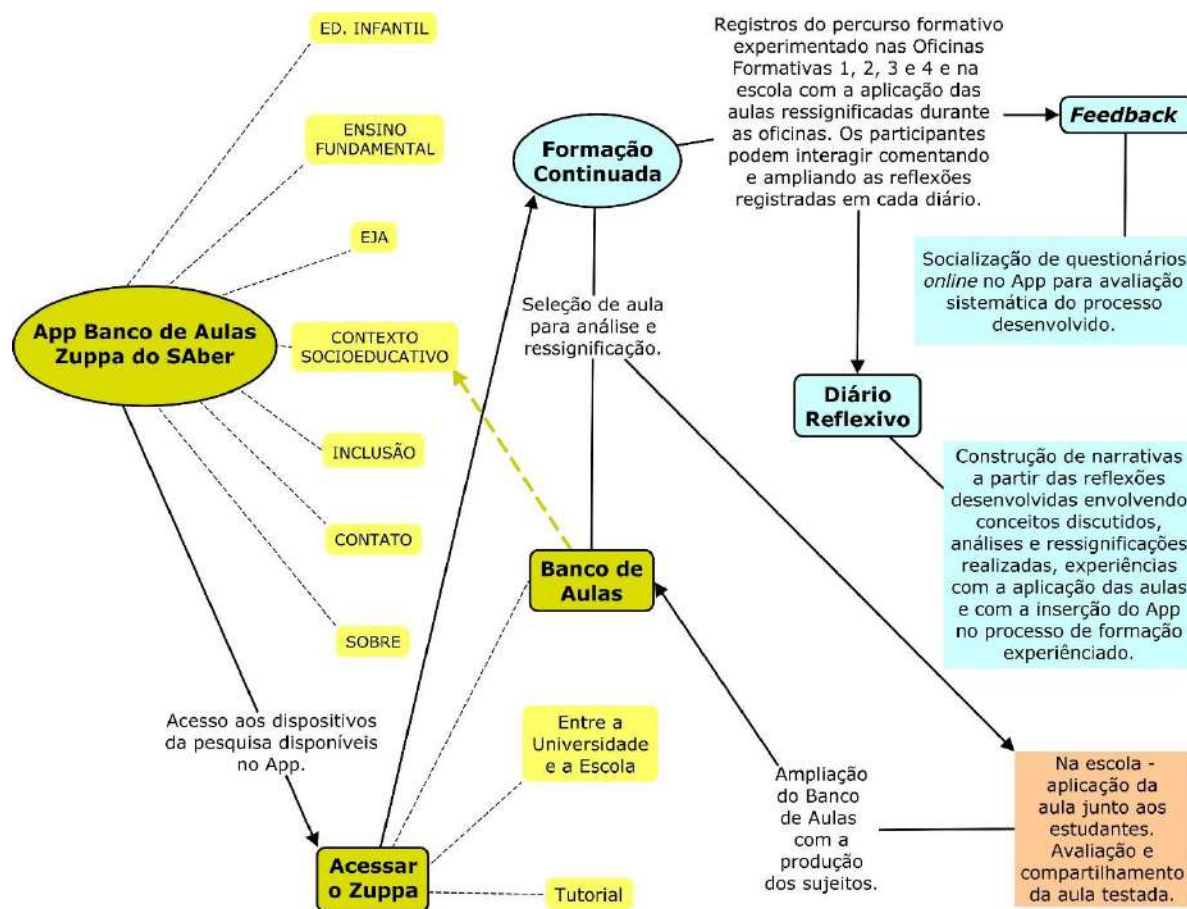 ED. INFANTIL
ENSINO
FUNDAMENTAL
EJA
App Banco de Aulas
Zuppa do SAber
CONTEXTO
SOCIOEDUCATIVO
INCLUSÃO
CONTATO
SOBRE
Acesso aos dispositivos
da pesquisa disponíveis
no App.
Acessar
o Zuppa
Entre a
Universidade
e a Escola
Tutorial
Formação
Continuada
Seleção de aula
para análise e
ressignificação.
Banco de
Aulas
Registros do percurso formativo
experimentado nas Oficinas
Formativas 1, 2, 3 e 4 e na
escola com a aplicação das
aulas ressignificadas durante
as oficinas. Os participantes
podem interagir comentando
e ampliando as reflexões
registradas em cada diário.
Feedback
Socialização de questionários
online no App para avaliação
sistemática do processo
desenvolvido.
Diário
Reflexivo
Construção de narrativas
a partir das reflexões
desenvolvidas envolvendo
conceitos discutidos,
análises e ressignificações
realizadas, experiências
com a aplicação das aulas
e com a inserção do App
no processo de formação
experiênciado.
Na escola -
aplicação da
aula junto aos
estudantes.
Avaliação e
compartilhamento
da aula testada.
Ampliação
do Banco
de Aulas
com a
produção
dos sujeitos.